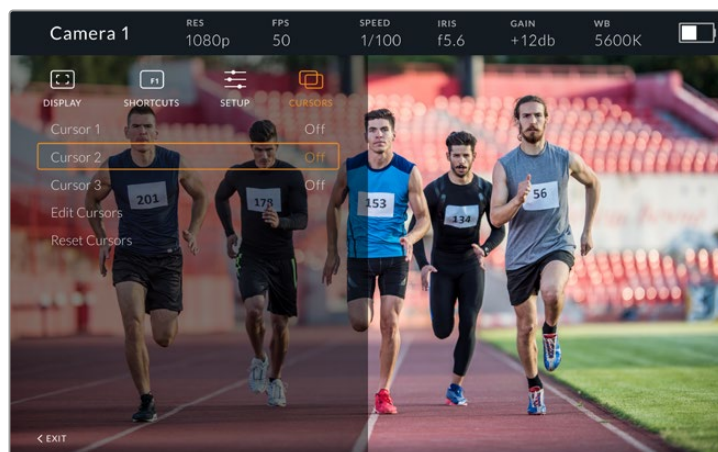 Camera 1
RES FPS SPEED IRIS GAIN WB
1080p 50 1/100 f5.6 +12db 5600K
DISPLAY SHORTCUTS SETUP CURSORS
F1
Cursor 1 Off
Cursor 2 Off
Cursor 3 Off
Edit Cursors
Reset Cursors
201
178
153
134
56
< EXIT